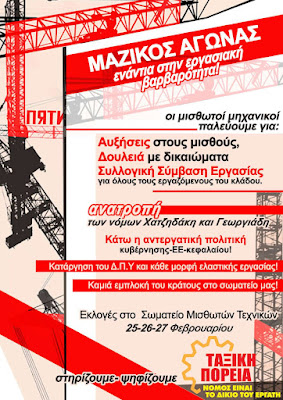 ΜΑΖΙΚΟΣ ΑΓΩΝΑΣ
ενάντια στην εργασιακή
βαρβαρότητα!
ΠΥΑΤΙ
οι μισθωτοί μηχανικοί
παλεύουμε για:
Αυξήσεις στους μισθούς,
Δουλειά με δικαιώματα
Συλλογική Σύμβαση Εργασίας
για όλους τους εργαζόμενους του κλάδου.
ανατροπή
των νόμων Χατζηδάκη και Γεωργιάδη
Κάτω η αντεργατική πολιτική
κυβέρνησης-ΕΕ-κεφαλαίου!
Κατάργηση του Δ.Π.Υ και κάθε μορφή ελαστικής εργασίας!
Καμιά εμπλοκή του κράτους στο σωματείο μας!
Εκλογές στο Σωματείο Μισθωτών Τεχνικών
25-26-27 Φεβρουαρίου
στηρίζουμε- ψηφίζουμε
ΤΑΞΙΚΗ
ΠΟΡΕΙΑ
ΝΟΜΟΣ ΕΙΝΑΙ
ΤΟ ΔΙΚΙΟ ΤΟΥ ΕΡΓΑΤΗ